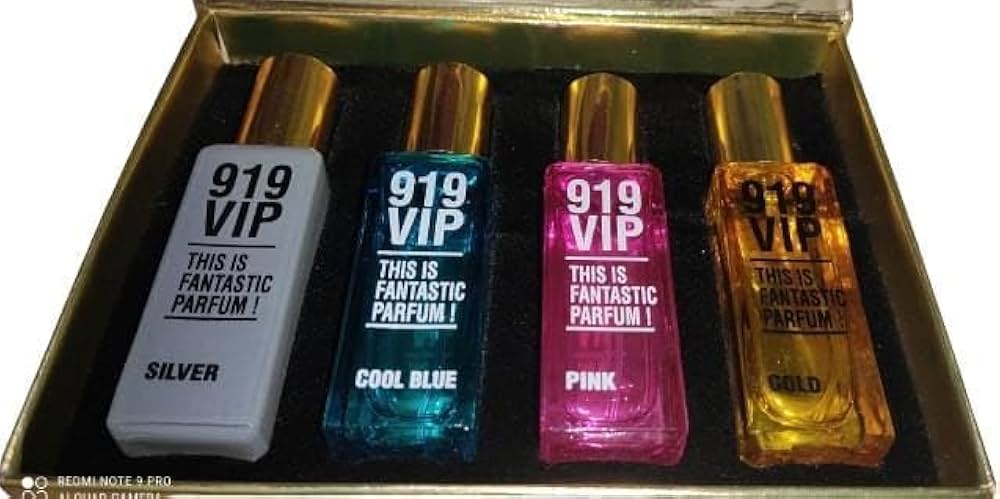 919
VIP
THIS IS
FANTASTIC
PARFUM !
SILVER
919
VIP
THIS IS
FANTASTIC
PARFUM !
COOL BLUE
919
VIP
THIS IS
FANTASTIC
PARFUM !
PINK
919
VIP
THIS IS
FANTASTIC
PARFUM !
GOLD
REDMI NOTE 9 PRO
AI QUAD CAMERA